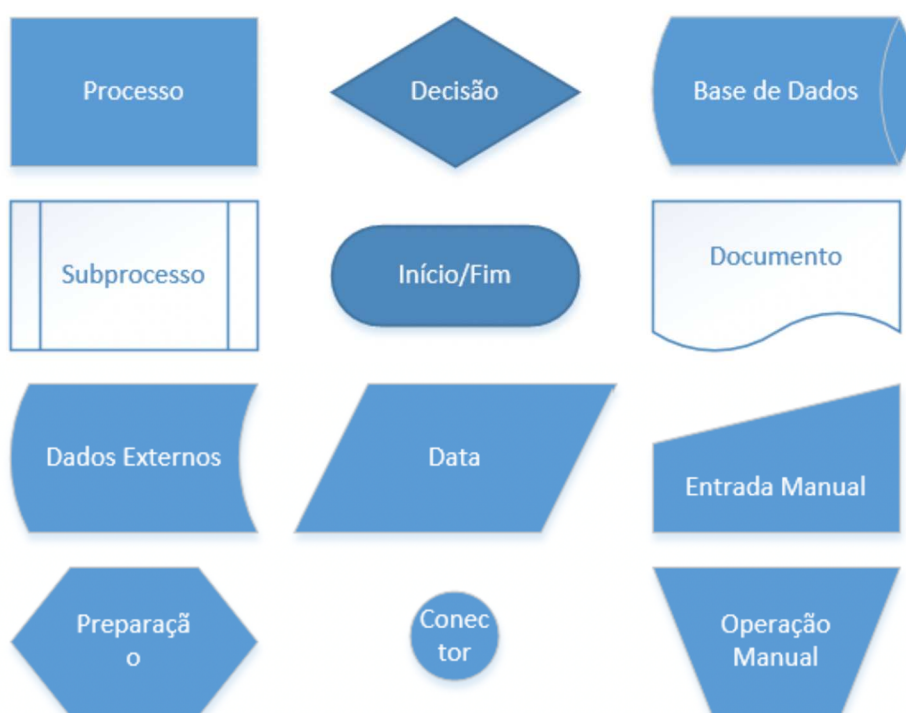 Processo
Decisão
Base de Dados
Subprocesso
Início/Fim
Documento
Dados Externos
Data
Entrada Manual
Preparaçã
o
Conec
tor
Operação
Manual